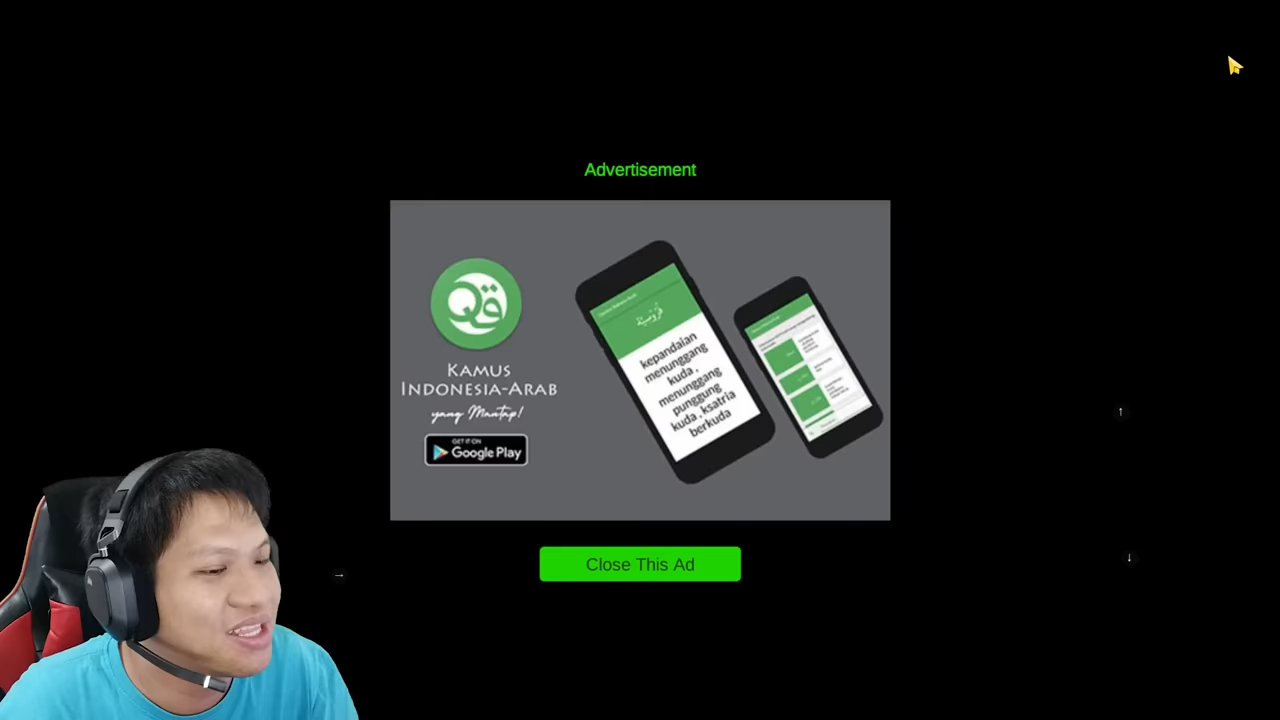 Advertisement
Qق
KAMUS
INDONESIA-ARAB
yang Mantap!
GET IT ON
Google Play
kepandaian
menunggang
kuda ,
menunggang
punggung
kuda , ksatria
berkuda
Close This Ad
→
↑
↓